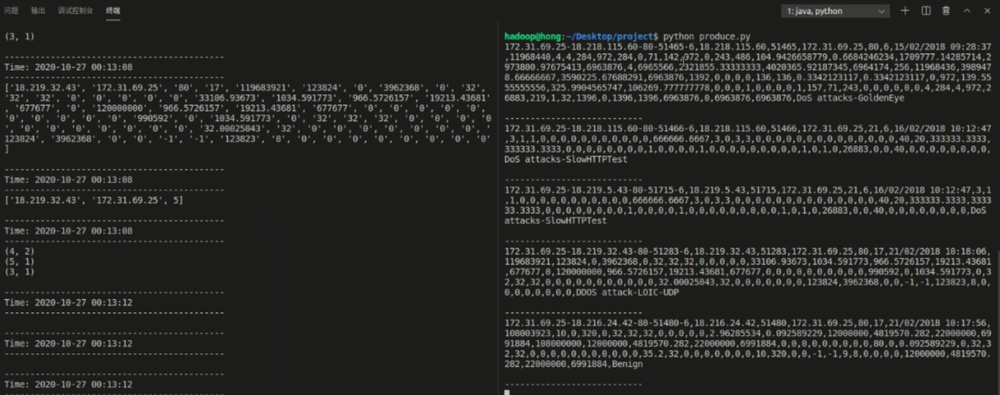 问题 输出 调试控制台 终端
1: java, python
(3, 1)
-------------------------------------------
Time: 2020-10-27 00:13:08
-------------------------------------------
['18.219.32.43', '172.31.69.25', '80', '17', '119683921', '123824', '0', '3962368', '0', '32',
'32', '32', '0', '0', '0', '0', '0', '33106.93673', '1034.591773', '966.5726157', '19213.43681'
, '677677', '0', '120000000', '966.5726157', '19213.43681', '677677', '0', '0', '0', '0', '0',
'0', '0', '0', '0', '0', '990592', '0', '1034.591773', '0', '32', '32', '32', '0', '0', '0', '0
', '0', '0', '0', '0', '0', '0', '0', '32.00025843', '32', '0', '0', '0', '0', '0', '0', '0', '
123824', '3962368', '0', '0', '-1', '-1', '123823', '8', '0', '0', '0', '0', '0', '0', '0', '0'
]
-------------------------------------------
Time: 2020-10-27 00:13:08
-------------------------------------------
['18.219.32.43', '172.31.69.25', 5]
-------------------------------------------
Time: 2020-10-27 00:13:08
-------------------------------------------
(4, 2)
(5, 1)
(3, 1)
-------------------------------------------
Time: 2020-10-27 00:13:12
-------------------------------------------
-------------------------------------------
Time: 2020-10-27 00:13:12
-------------------------------------------
-------------------------------------------
Time: 2020-10-27 00:13:12
-------------------------------------------
hadoop@hong:~/Desktop/project$ python produce.py
172.31.69.25-18.218.115.60-80-51465-6,18.218.115.60,51465,172.31.69.25,80,6,15/02/2018 09:28:37
,11968440,4,4,284,972,284,0,71,142,972,0,243,486,104.9426658779,0.6684246234,1709777.14285714,2
973800.97675413,6963876,4,6965566,2321855.33333333,4020365.92187345,6964174,256,11968436,398947
8.66666667,3590225.67688291,6963876,1392,0,0,0,0,136,136,0.3342123117,0.3342123117,0,972,139.55
5555555556,325.9904565747,106269.777777778,0,0,0,1,0,0,0,0,1,157,71,243,0,0,0,0,0,0,4,284,4,972,2
6883,219,1,32,1396,0,1396,1396,6963876,0,6963876,6963876,DoS attacks-GoldenEye
---------------------------
172.31.69.25-18.218.115.60-80-51466-6,18.218.115.60,51466,172.31.69.25,21,6,16/02/2018 10:12:47
,3,1,1,0,0,0,0,0,0,0,0,0,0,666666.6667,3,0,3,3,0,0,0,0,0,0,0,0,0,0,0,0,0,0,40,20,333333.3333,
333333.3333,0,0,0,0,0,0,0,0,1,0,0,0,0,1,0,0,0,0,0,0,0,0,0,1,0,1,0,26883,0,0,40,0,0,0,0,0,0,0,0,0,
DoS attacks-SlowHTTPTest
---------------------------
172.31.69.25-18.219.5.43-80-51715-6,18.219.5.43,51715,172.31.69.25,21,6,16/02/2018 10:12:47,3,1
,1,0,0,0,0,0,0,0,0,0,0,666666.6667,3,0,3,3,0,0,0,0,0,0,0,0,0,0,0,0,0,0,40,20,333333.3333,3333
33.3333,0,0,0,0,0,0,0,0,1,0,0,0,0,1,0,0,0,0,0,0,0,0,0,1,0,1,0,26883,0,0,40,0,0,0,0,0,0,0,0,0,DoS
attacks-SlowHTTPTest
---------------------------
172.31.69.25-18.219.32.43-80-51283-6,18.219.32.43,51283,172.31.69.25,80,17,21/02/2018 10:18:06,
119683921,123824,0,3962368,0,32,32,32,0,0,0,0,0,33106.93673,1034.591773,966.5726157,19213.43681
,677677,0,120000000,966.5726157,19213.43681,677677,0,0,0,0,0,0,0,0,0,0,990592,0,1034.591773,0,3
2,32,32,0,0,0,0,0,0,0,0,0,0,0,32.00025843,32,0,0,0,0,0,0,0,123824,3962368,0,0,-1,-1,123823,8,0,
0,0,0,0,0,0,0,DDOS attack-LOIC-UDP
---------------------------
172.31.69.25-18.216.24.42-80-51480-6,18.216.24.42,51480,172.31.69.25,80,17,21/02/2018 10:17:56,
108003923,10,0,320,0,32,32,32,0,0,0,0,0,2.96285534,0.092589229,12000000,4819570.282,22000000,6
991884,108000000,12000000,4819570.282,22000000,6991884,0,0,0,0,0,0,0,0,0,80,0,0.092589229,0,32,3
2,32,0,0,0,0,0,0,0,0,0,0,0,35.2,32,0,0,0,0,0,0,0,10,320,0,0,-1,-1,9,8,0,0,0,0,12000000,4819570.
282,22000000,6991884,Benign
---------------------------